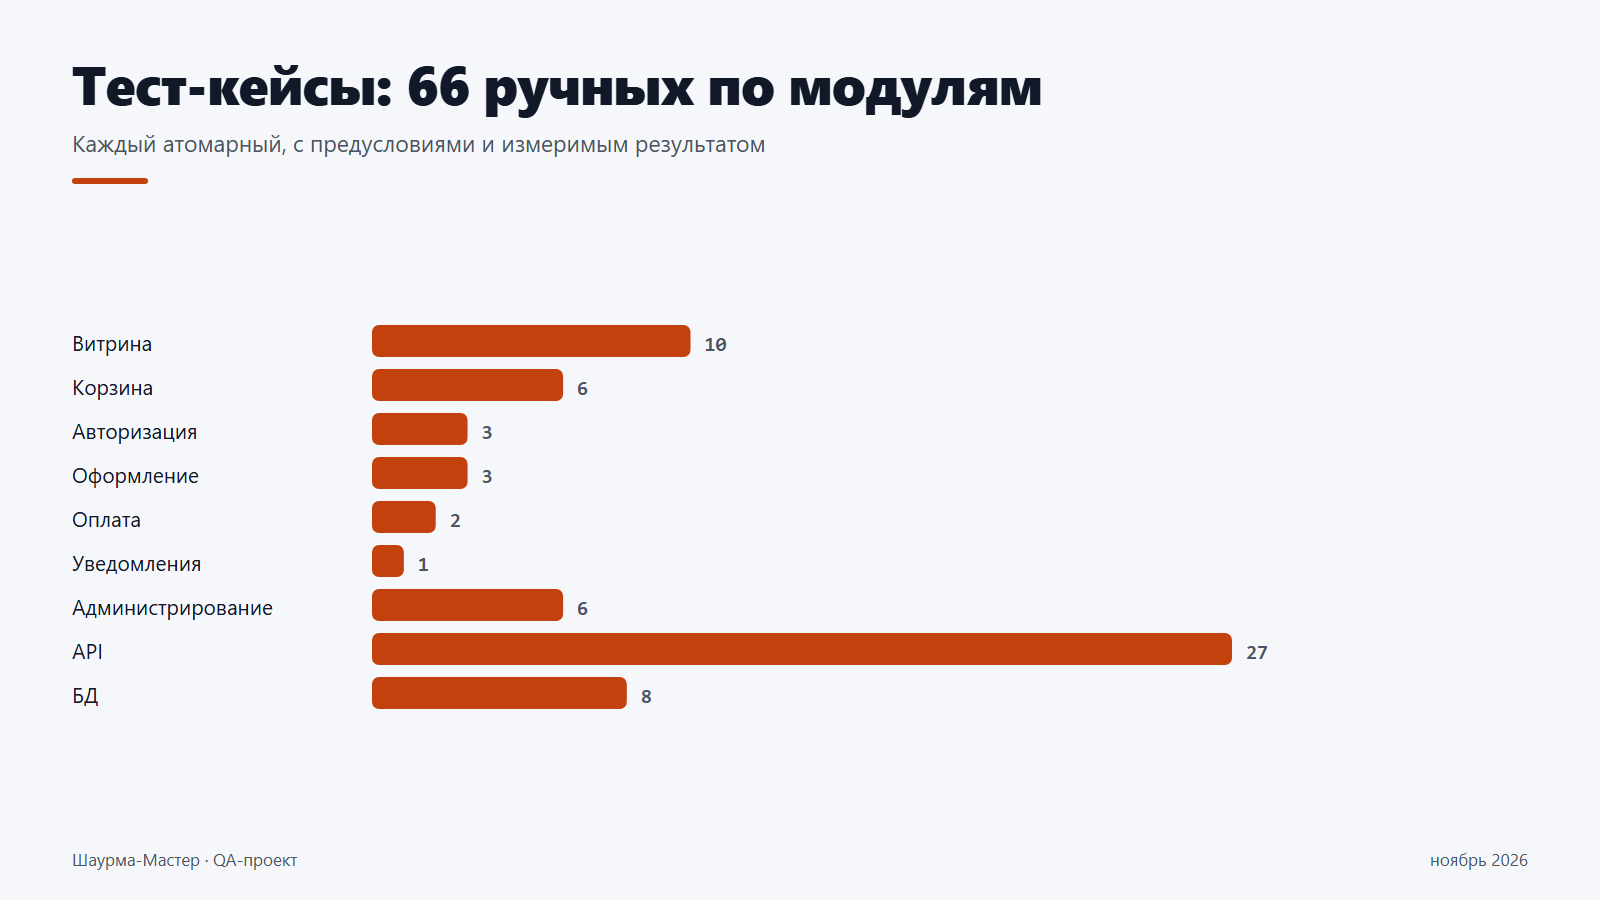 Тест-кейсы: 66 ручных по модулям
Каждый атомарный, с предусловиями и измеримым результатом
Витрина 10
Корзина 6
Авторизация 3
Оформление 3
Оплата 2
Уведомления 1
Администрирование 6
API 27
БД 8
Шаурма-Мастер · QA-проект ноябрь 2026